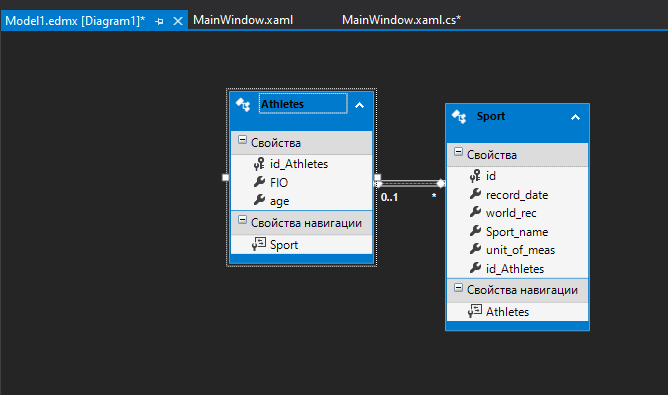 Model1.edmx [Diagram1]*
MainWindow.xaml
MainWindow.xaml.cs*
Athletes
Свойства
id_Athletes
FIO
age
Свойства навигации
Sport
0..1
*
Sport
Свойства
id
record_date
world_rec
Sport_name
unit_of_meas
id_Athletes
Свойства навигации
Athletes